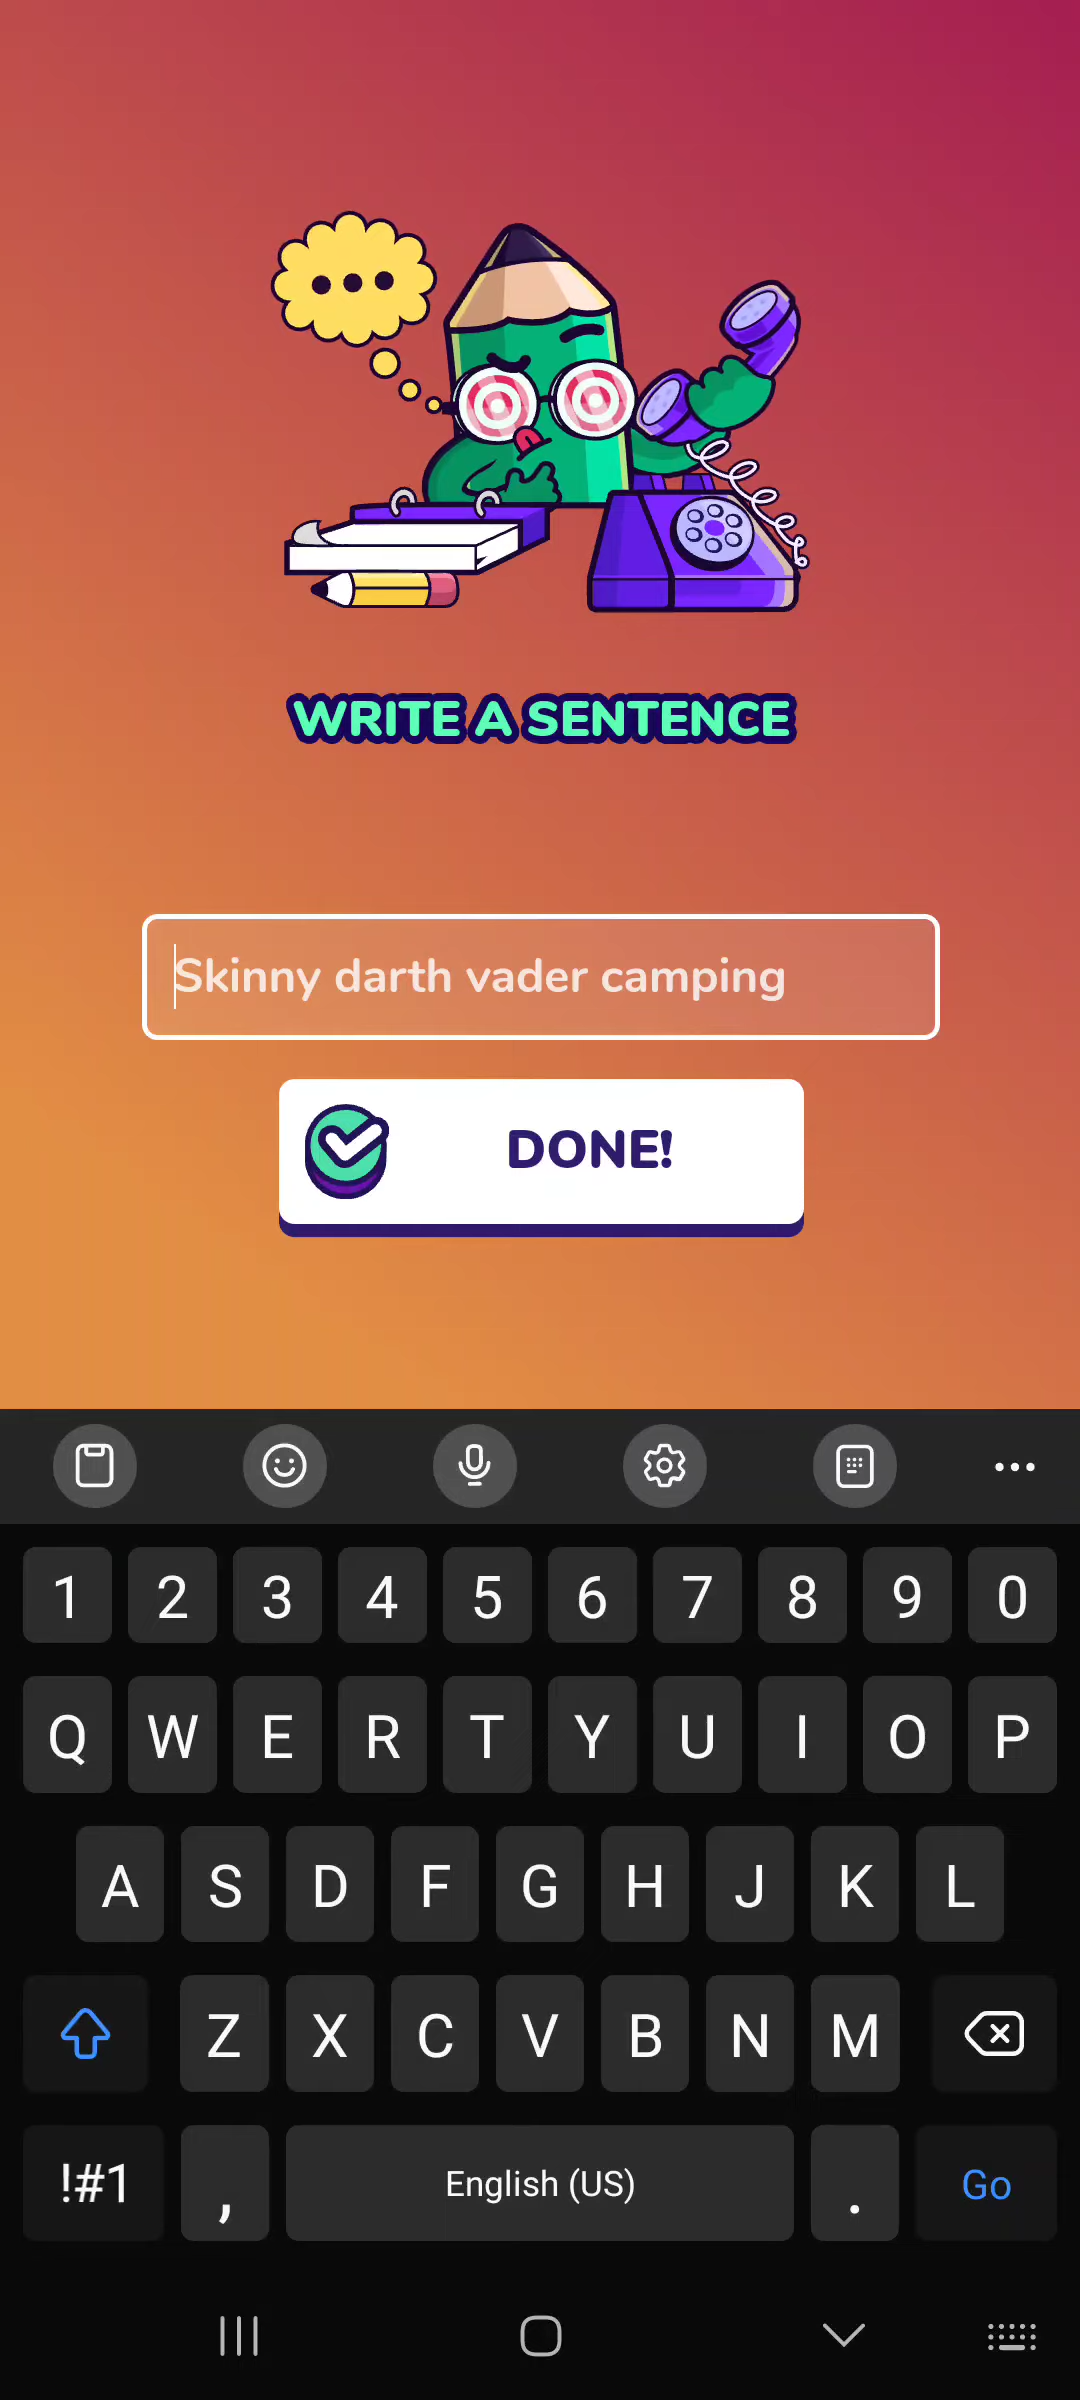 WRITE A SENTENCE
Skinny darth vader camping
DONE!
1 2 3 4 5 6 7 8 9 0
Q W E R T Y U I O P
A S D F G H J K L
Z X C V B N M
!#1 , English (US) . Go